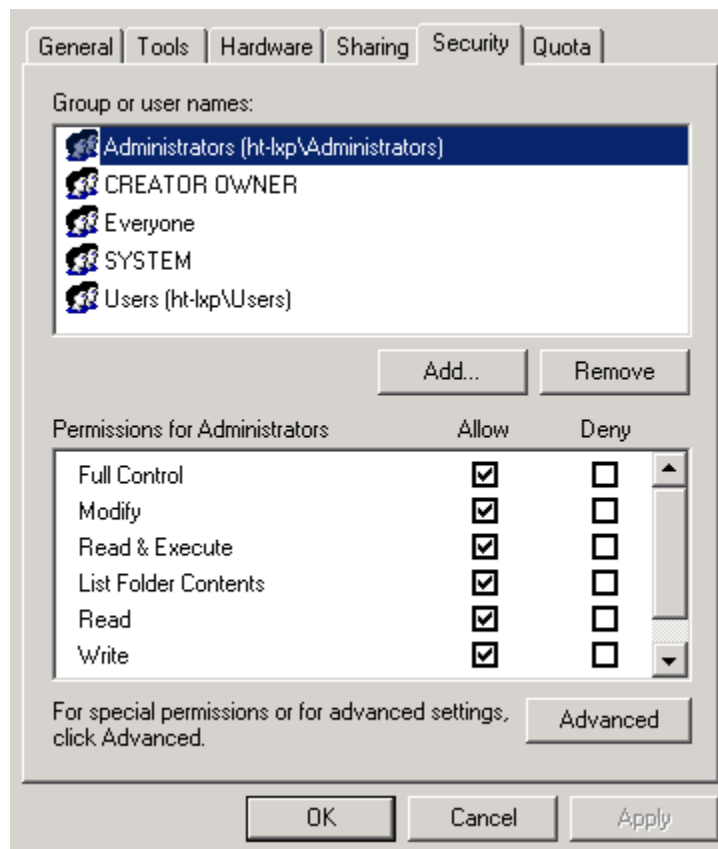 General Tools Hardware Sharing Security Quota
Group or user names:
Administrators (ht-lxp\Administrators)
CREATOR OWNER
Everyone
SYSTEM
Users (ht-lxp\Users)
Add... Remove
Permissions for Administrators Allow Deny
Full Control
Modify
Read & Execute
List Folder Contents
Read
Write
For special permissions or for advanced settings,
click Advanced.
Advanced
OK Cancel Apply